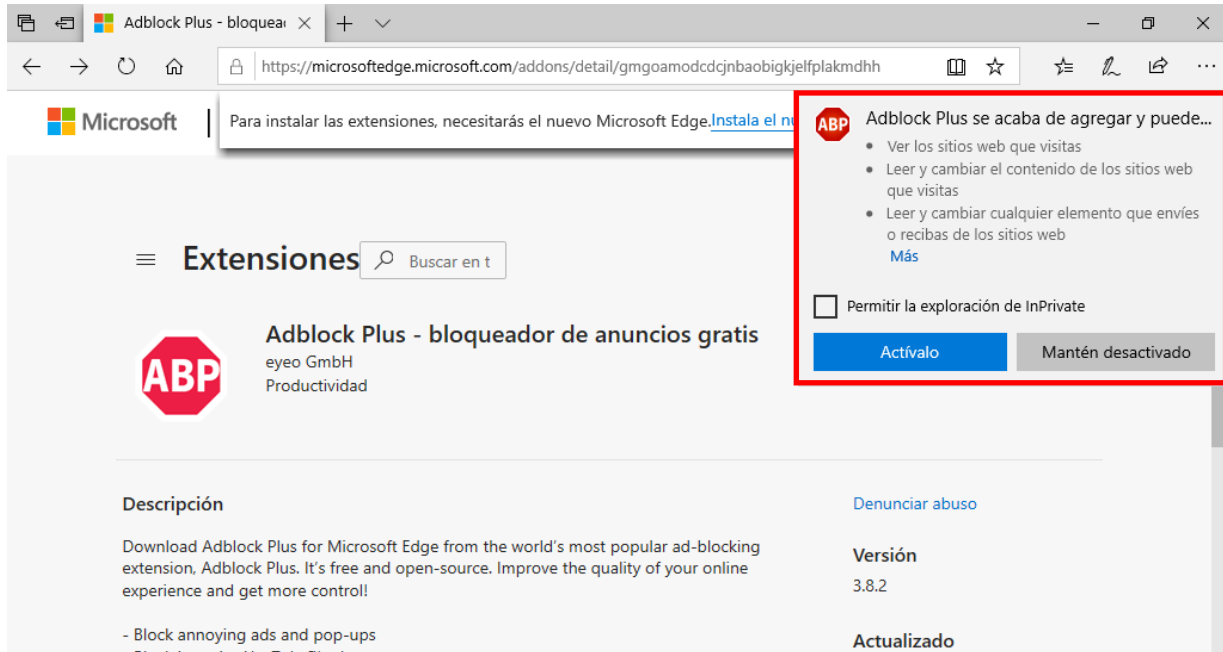 Adblock Plus - bloquea
https://microsoftedge.microsoft.com/addons/detail/gmgoamodcdcjnbaobigkjelfplakmdhh
Microsoft
Para instalar las extensiones, necesitarás el nuevo Microsoft Edge.Instala el
ABP
Adblock Plus se acaba de agregar y puede...
• Ver los sitios web que visitas
• Leer y cambiar el contenido de los sitios web
que visitas
• Leer y cambiar cualquier elemento que envíes
o recibas de los sitios web
Más
Permitir la exploración de InPrivate
Actívalo
Mantén desactivado
Extensiones
Buscar en t
ABP
Adblock Plus - bloqueador de anuncios gratis
eyeo GmbH
Productividad
Descripción
Download Adblock Plus for Microsoft Edge from the world's most popular ad-blocking
extension, Adblock Plus. It's free and open-source. Improve the quality of your online
experience and get more control!
- Block annoying ads and pop-ups
Denunciar abuso
Versión
3.8.2
Actualizado